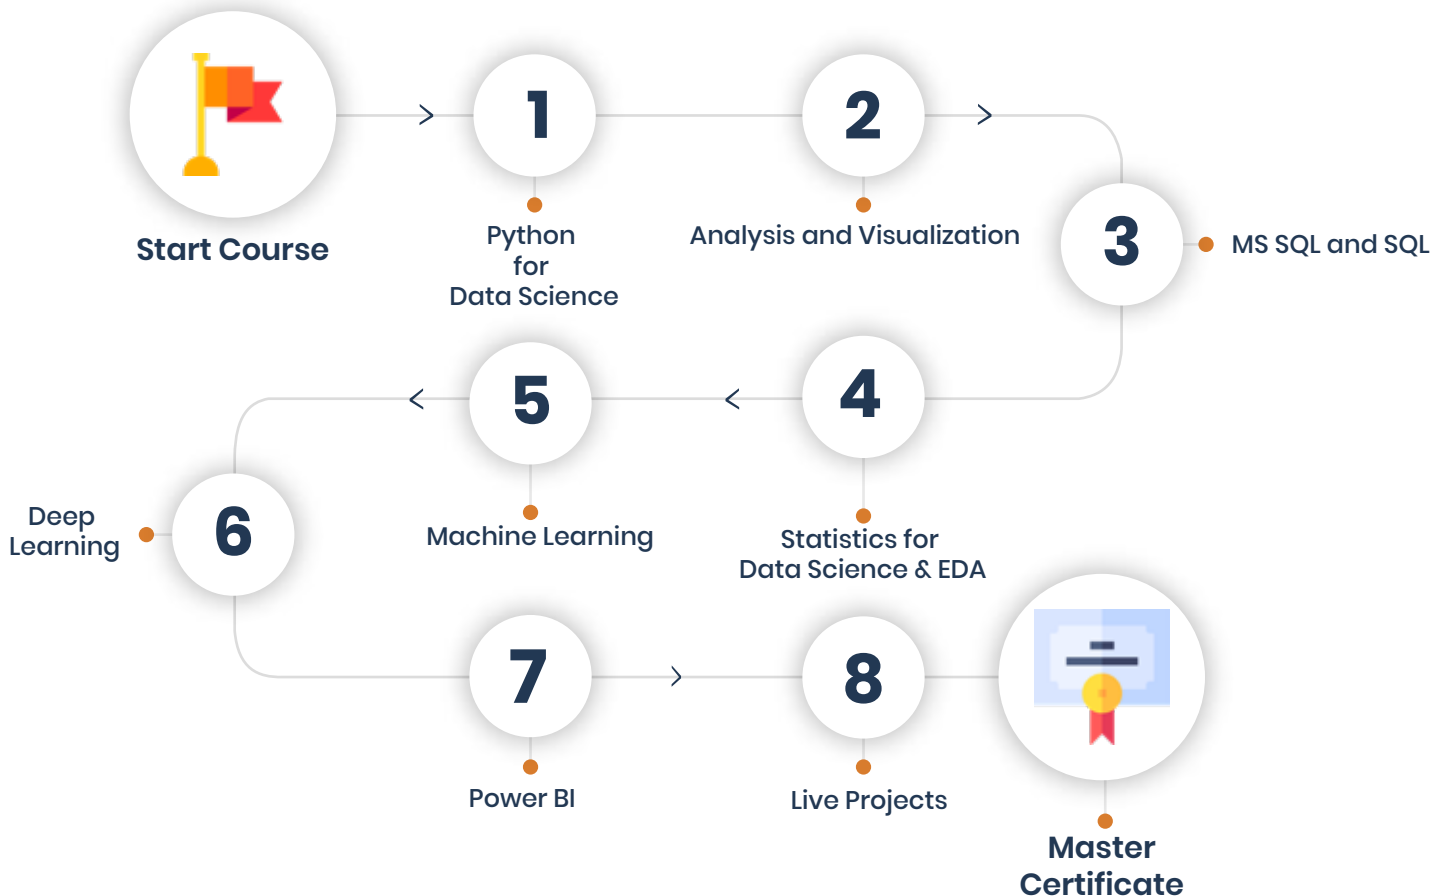 1
2
Start Course
Python
for
Data Science
Analysis and Visualization
3
MS SQL and SQL
4
Statistics for
Data Science & EDA
5
Machine Learning
6
Deep
Learning
7
Power BI
8
Live Projects
Master
Certificate